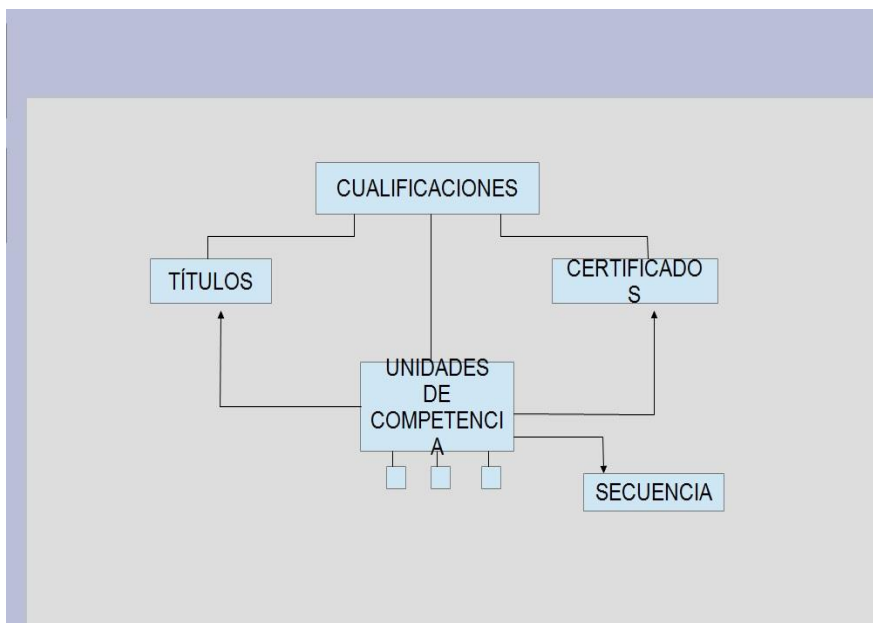 CUALIFICACIONES
TÍTULOS
CERTIFICADO
S
UNIDADES
DE
COMPETENCI
A
SECUENCIA